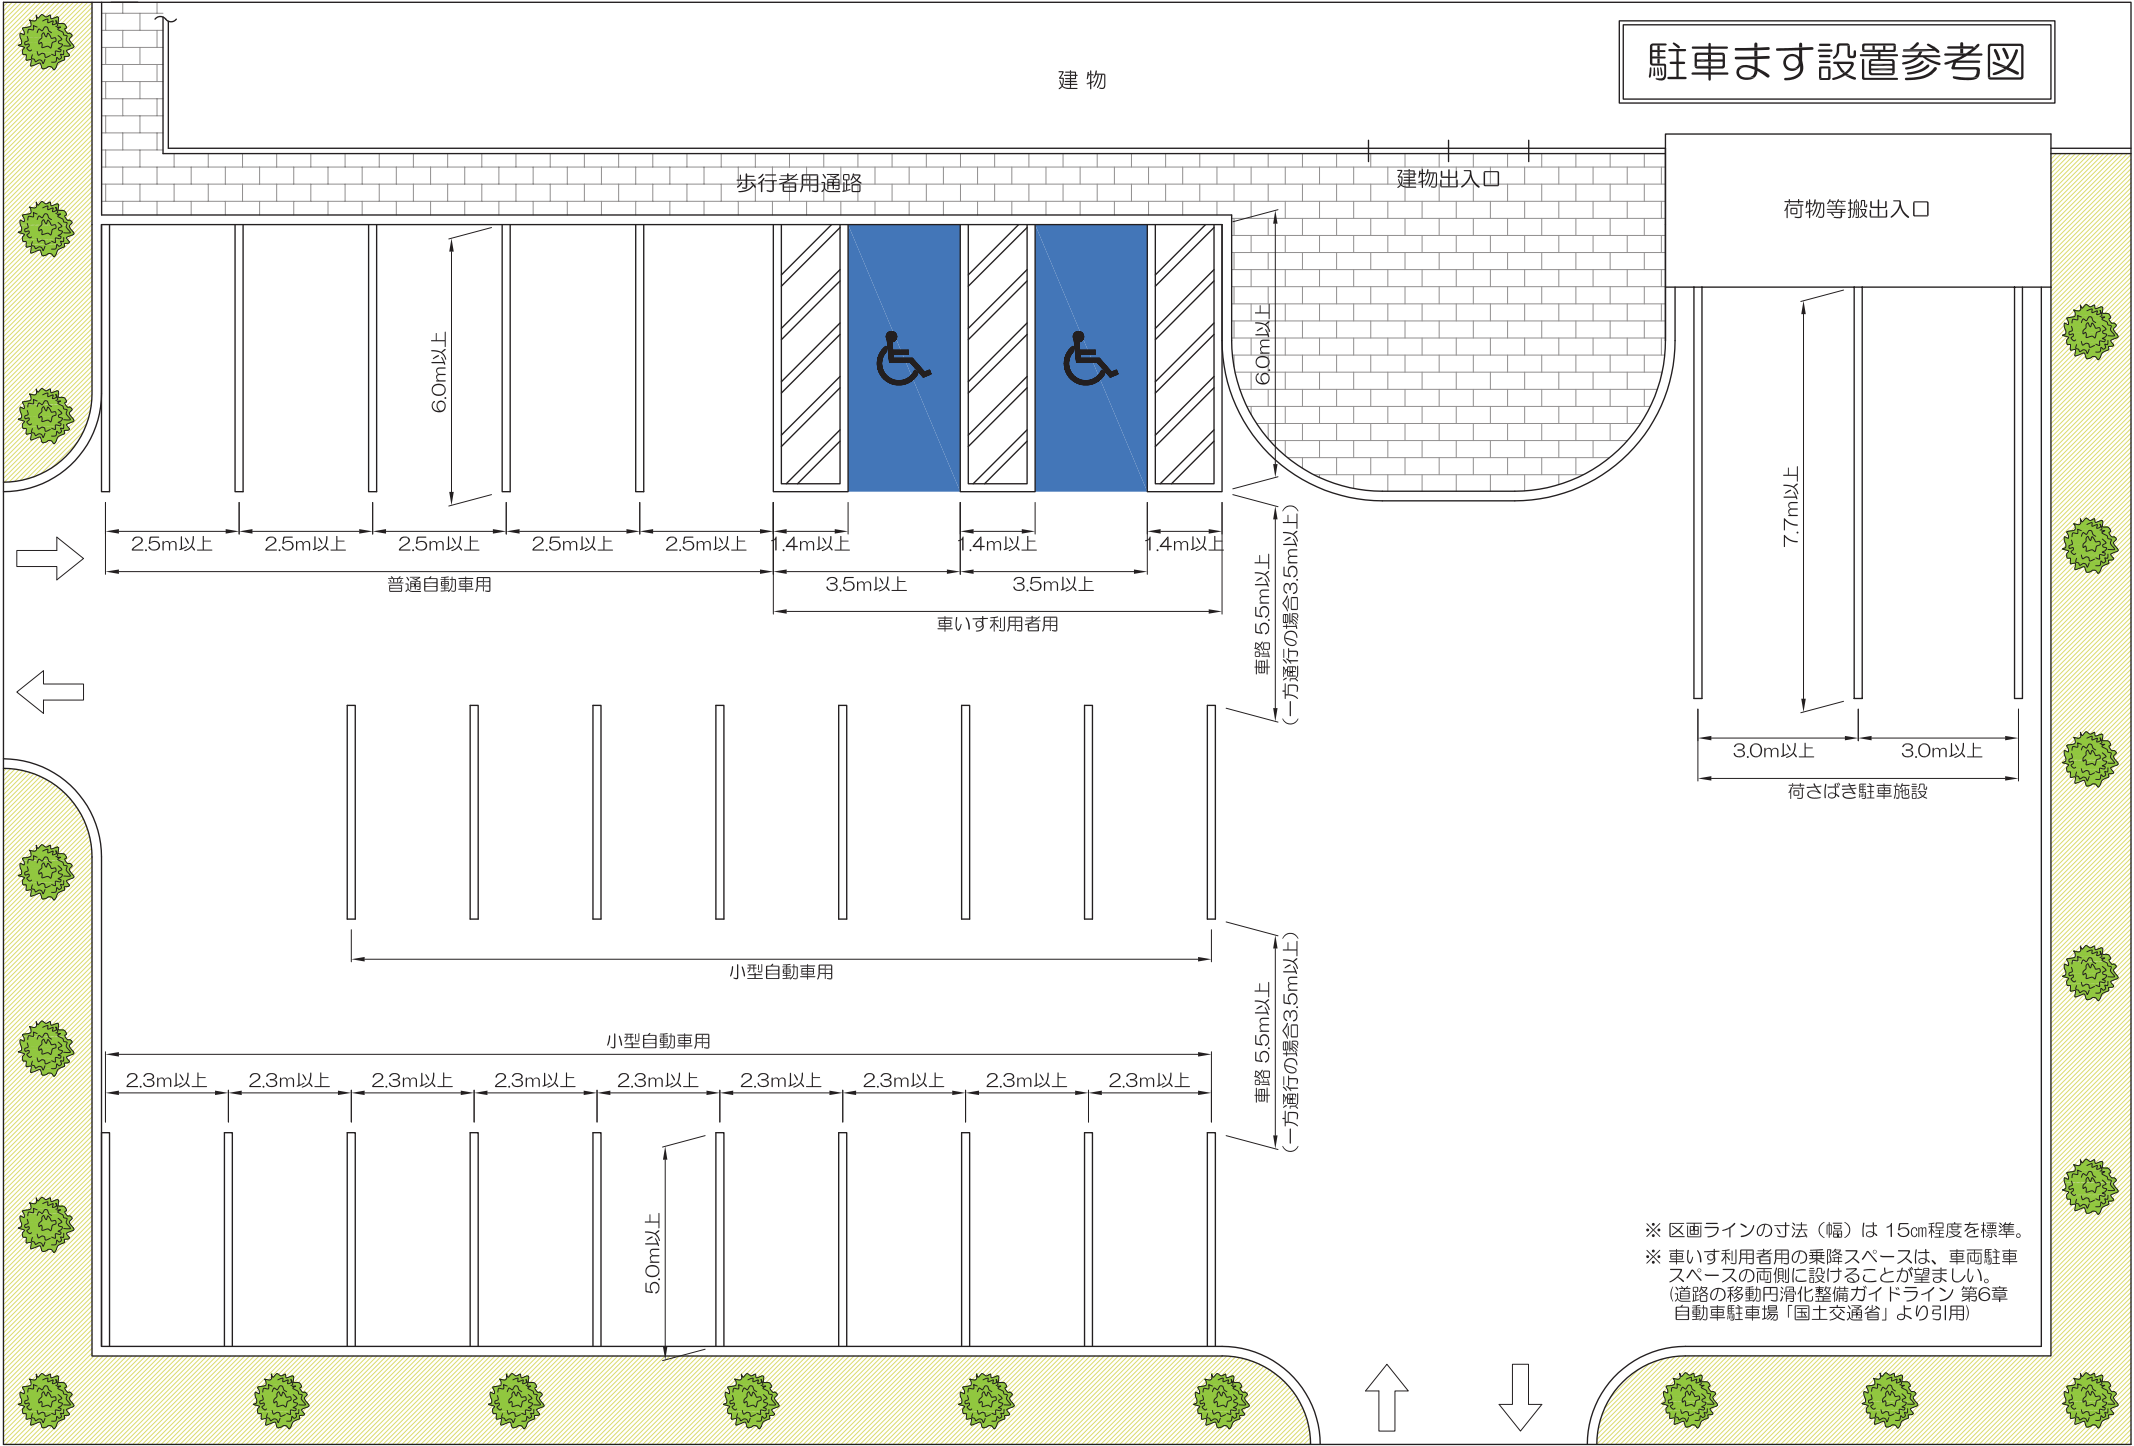 駐車ます設置参考図
建 物
歩行者用通路
建物出入口
荷物等搬出入口
6.0m以上
6.0m以上
7.7m以上
2.5m以上
2.5m以上
2.5m以上
2.5m以上
2.5m以上
1.4m以上
1.4m以上
1.4m以上
普通自動車用
3.5m以上
3.5m以上
車いす利用者用
車路 5.5m以上
(一方通行の場合3.5m以上)
3.0m以上
3.0m以上
荷さばき駐車施設
小型自動車用
小型自動車用
車路 5.5m以上
(一方通行の場合3.5m以上)
2.3m以上
2.3m以上
2.3m以上
2.3m以上
2.3m以上
2.3m以上
2.3m以上
2.3m以上
2.3m以上
5.0m以上
※ 区画ラインの寸法（幅）は 15㎝程度を標準。
※ 車いす利用者用の乗降スペースは、車両駐車
スペースの両側に設けることが望ましい。
(道路の移動円滑化整備ガイドライン 第6章
自動車駐車場「国土交通省」より引用)